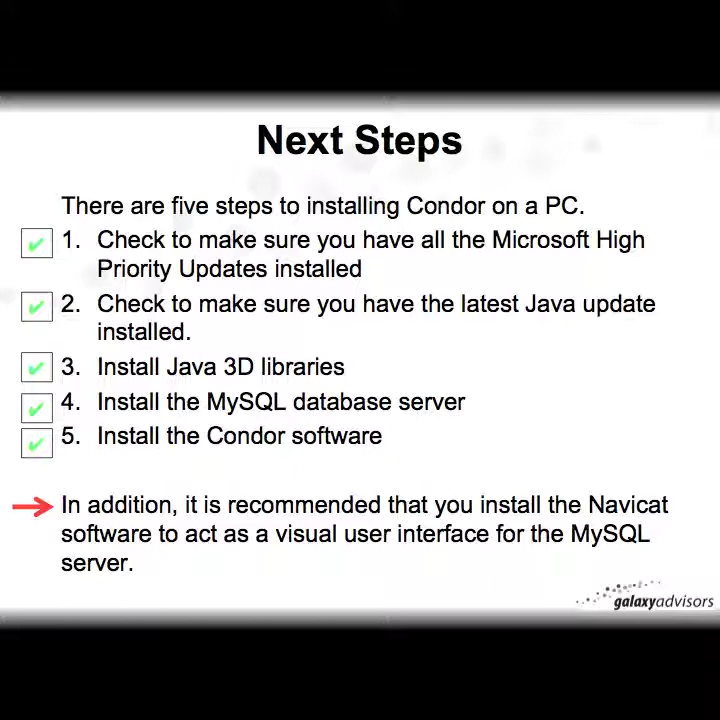 Next Steps
There are five steps to installing Condor on a PC.
1. Check to make sure you have all the Microsoft High
Priority Updates installed
2. Check to make sure you have the latest Java update
installed.
3. Install Java 3D libraries
4. Install the MySQL database server
5. Install the Condor software
In addition, it is recommended that you install the Navicat
software to act as a visual user interface for the MySQL
server.
galaxyadvisors